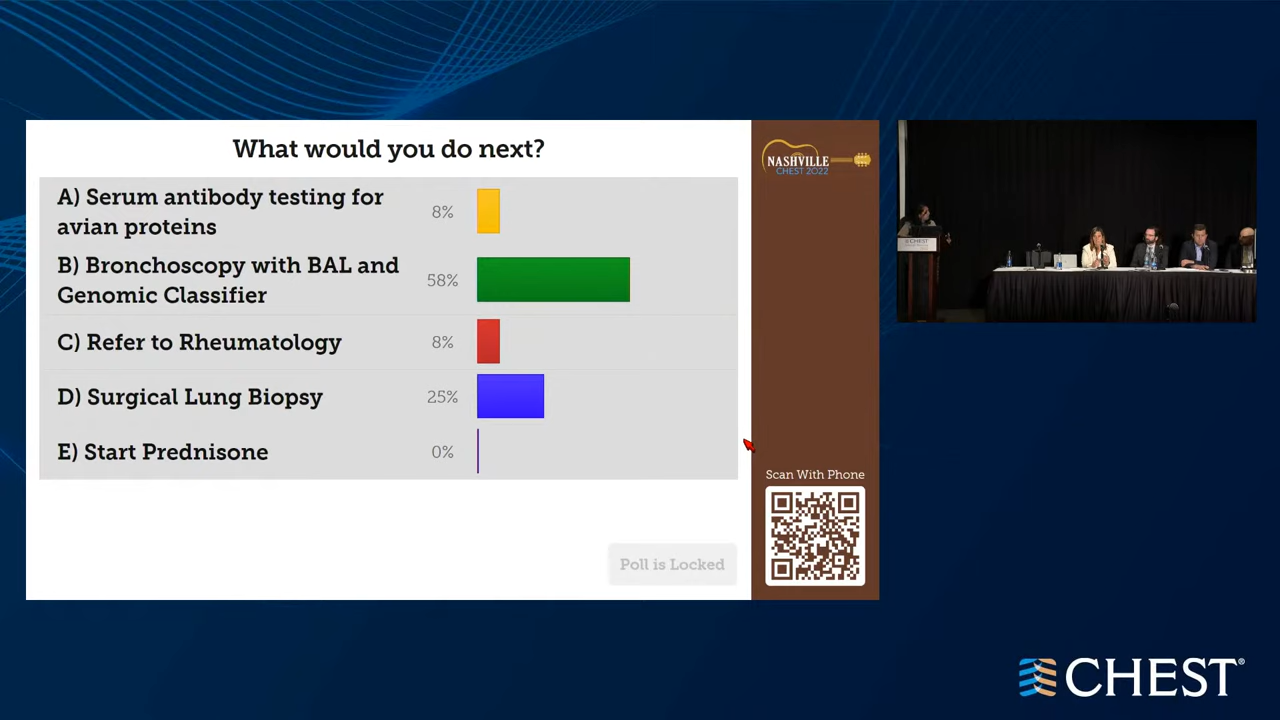 What would you do next?
A) Serum antibody testing for
avian proteins
8%
B) Bronchoscopy with BAL and
Genomic Classifier
58%
C) Refer to Rheumatology
8%
D) Surgical Lung Biopsy
25%
E) Start Prednisone
0%
Poll is Locked
NASHVILLE
CHEST 2022
Scan With Phone
CHEST
CHEST®